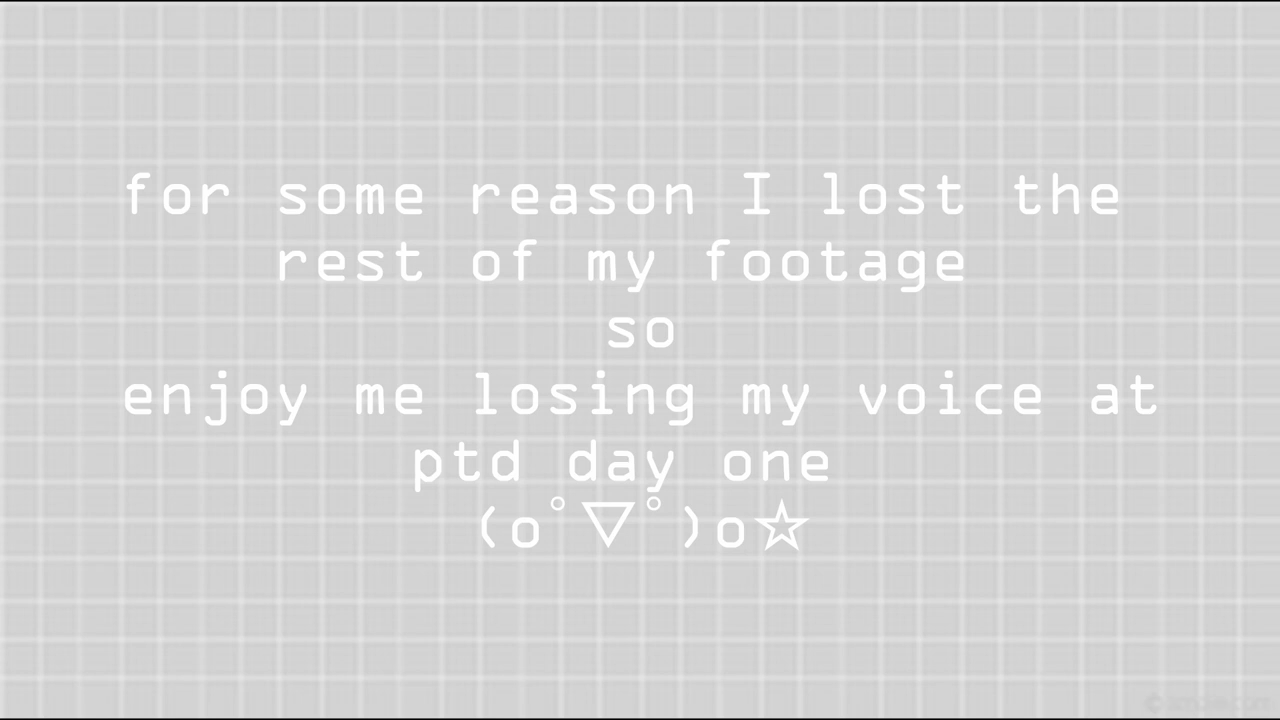 for some reason I lost the
rest of my footage
so
enjoy me losing my voice at
ptd day one
(o゜▽゜)o☆